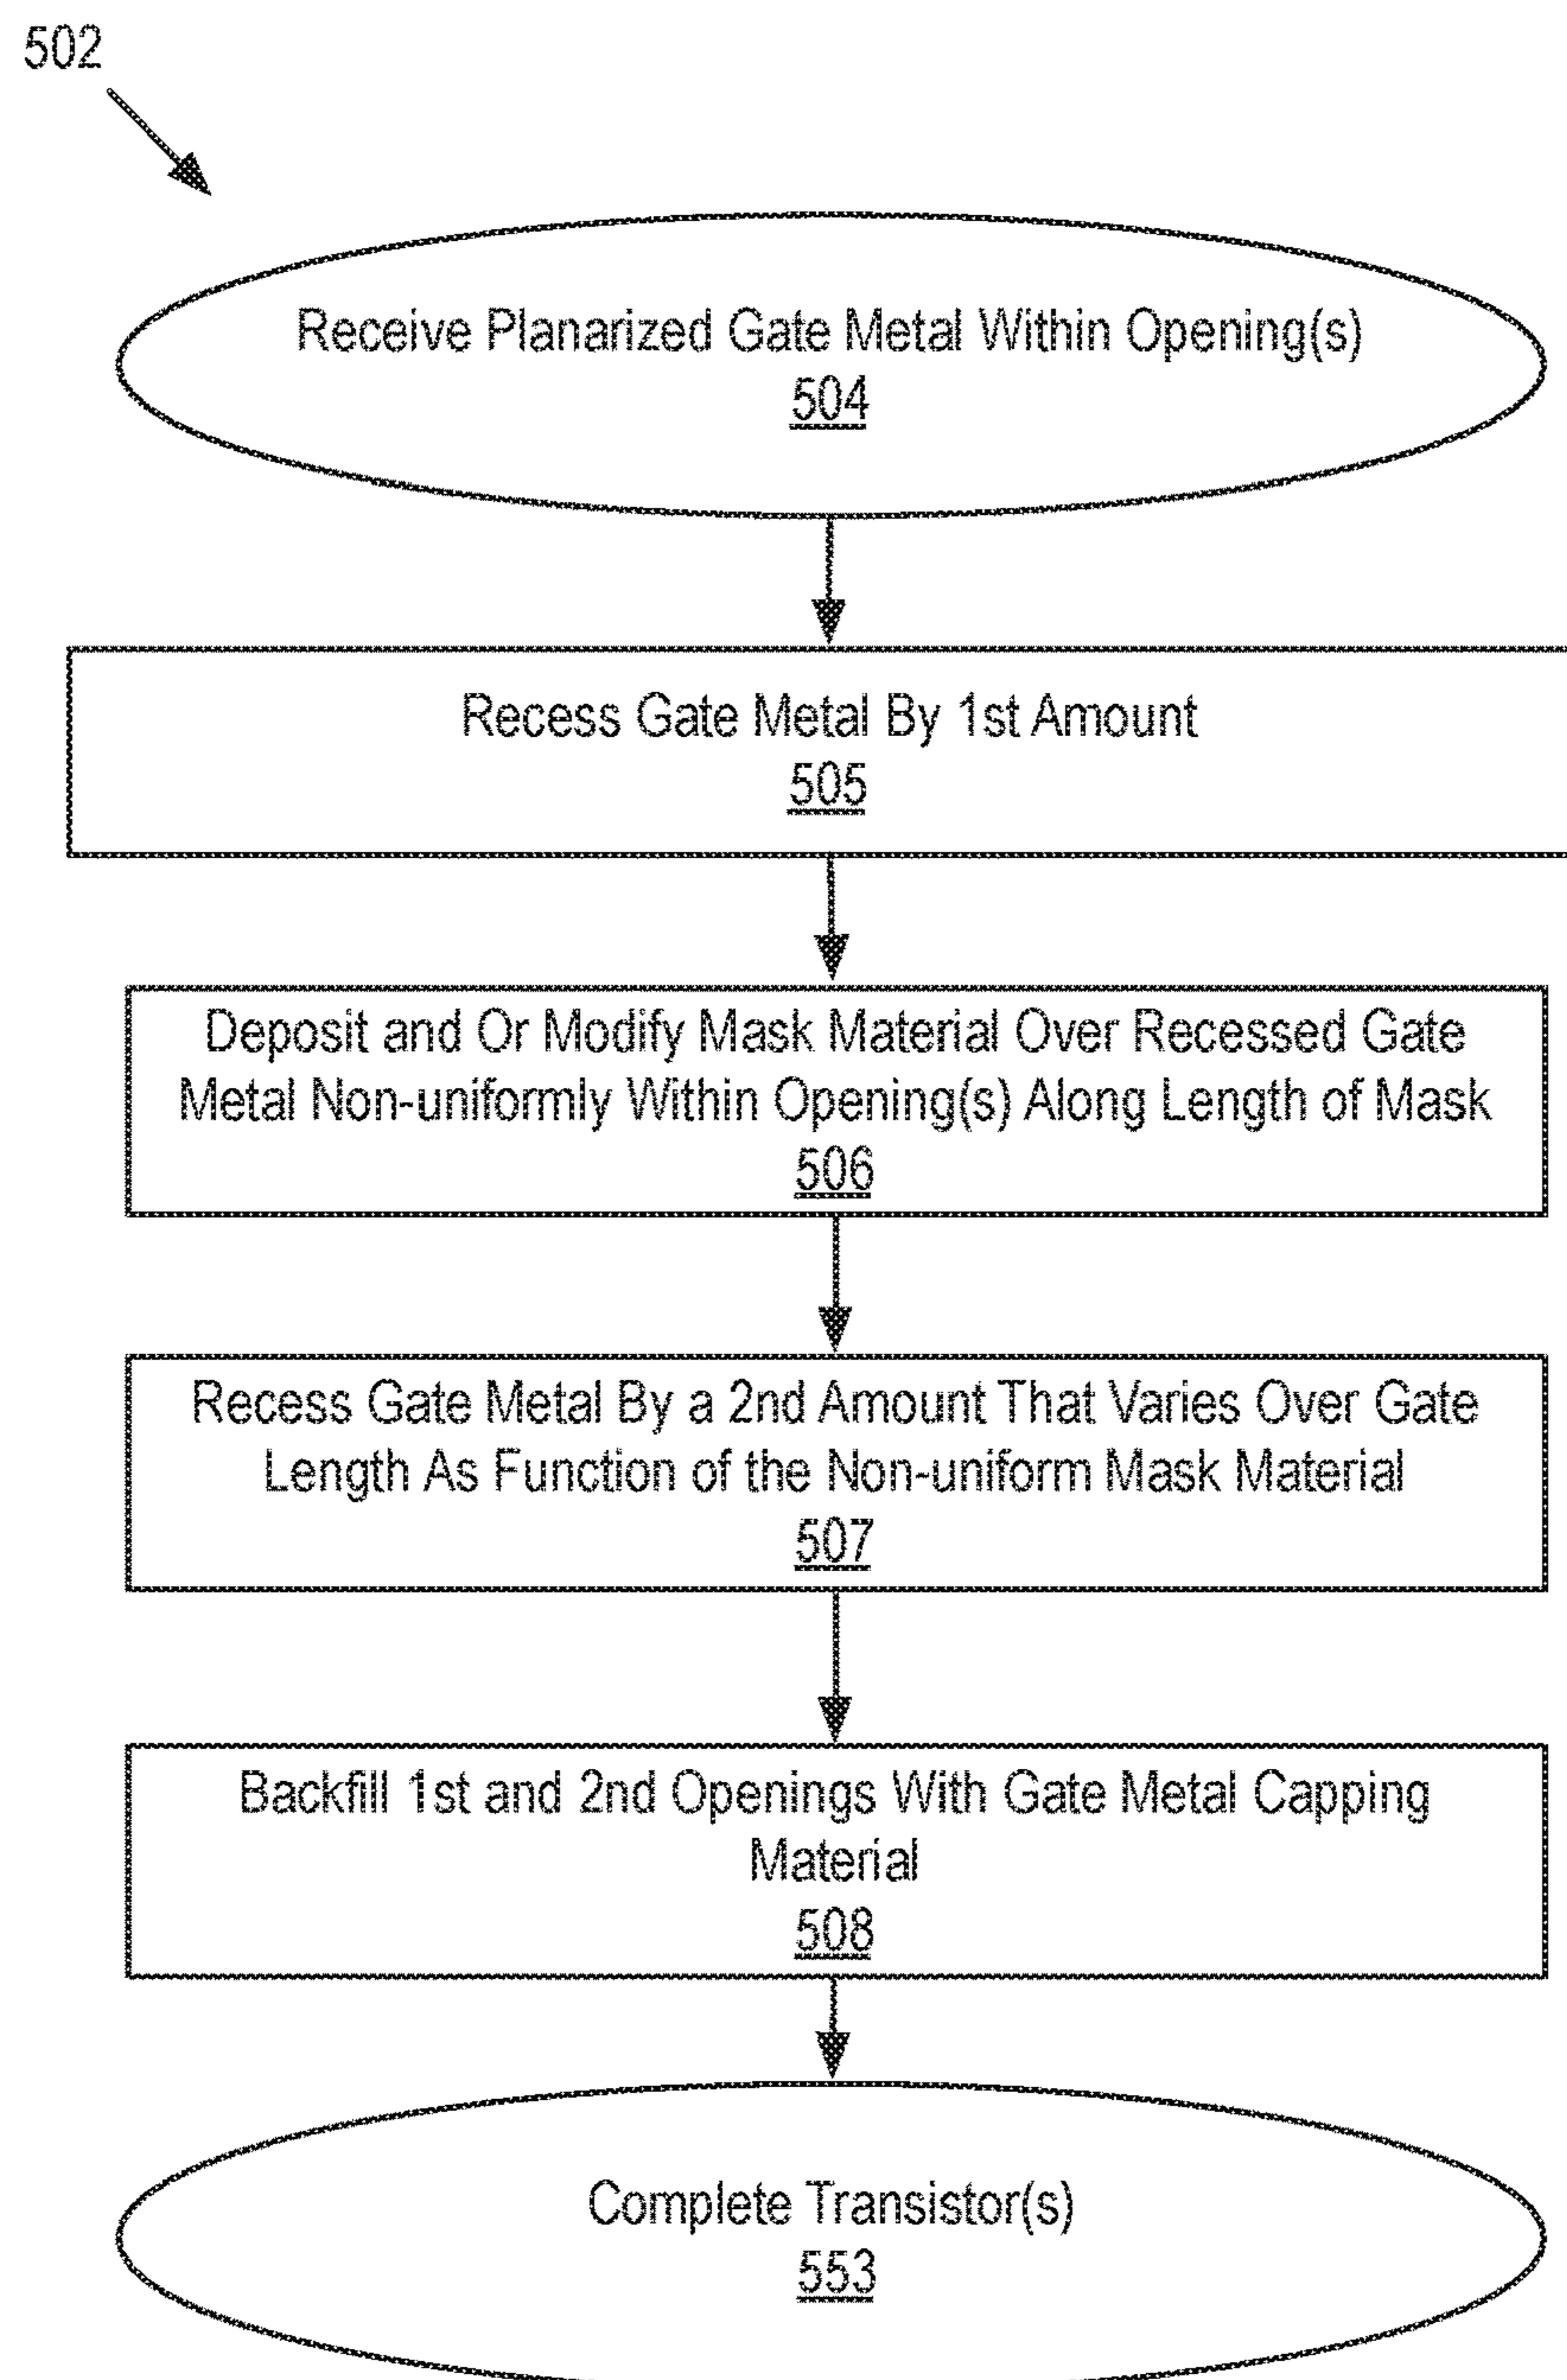 502
Receive Planarized Gate Metal Within Opening(s)
504
Recess Gate Metal By 1st Amount
505
Deposit and Or Modify Mask Material Over Recessed Gate
Metal Non-uniformly Within Opening(s) Along Length of Mask
506
Recess Gate Metal By a 2nd Amount That Varies Over Gate
Length As Function of the Non-uniform Mask Material
507
Backfill 1st and 2nd Openings With Gate Metal Capping
Material
508
Complete Transistor(s)
553